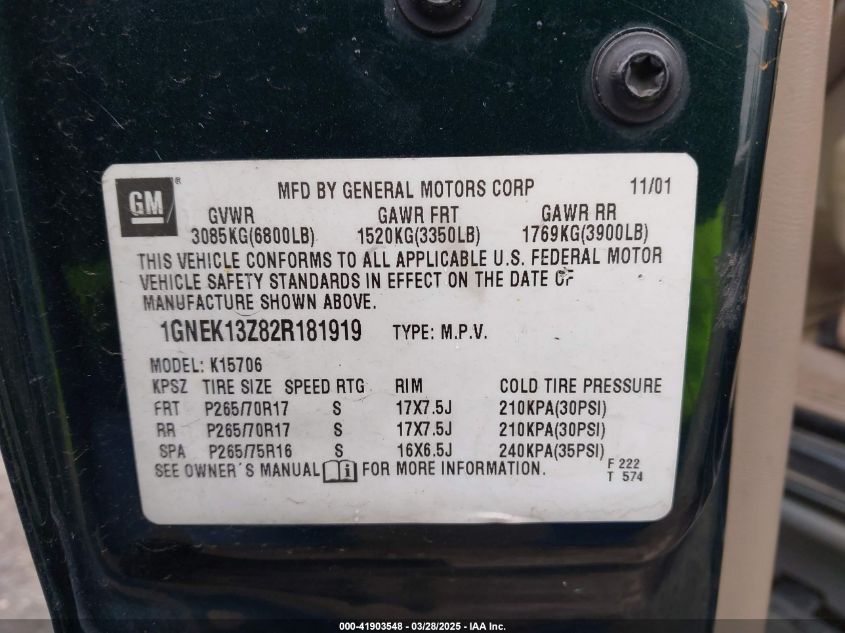 GM ® MFD BY GENERAL MOTORS CORP 11/01
GVWR GAWR FRT GAWR RR
3085KG(6800LB) 1520KG(3350LB) 1769KG(3900LB)
THIS VEHICLE CONFORMS TO ALL APPLICABLE U.S. FEDERAL MOTOR
VEHICLE SAFETY STANDARDS IN EFFECT ON THE DATE OF
MANUFACTURE SHOWN ABOVE.
1GNEK13Z82R181919 TYPE: M.P.V.
MODEL: K15706
KPSZ TIRE SIZE SPEED RTG RIM COLD TIRE PRESSURE
FRT P265/70R17 S 17X7.5J 210KPA(30PSI)
RR P265/70R17 S 17X7.5J 210KPA(30PSI)
SPA P265/75R16 S 16X6.5J 240KPA(35PSI)
SEE OWNER'S MANUAL i FOR MORE INFORMATION.
F 222
T 574
000-41903548 - 03/28/2025 - IAA Inc.